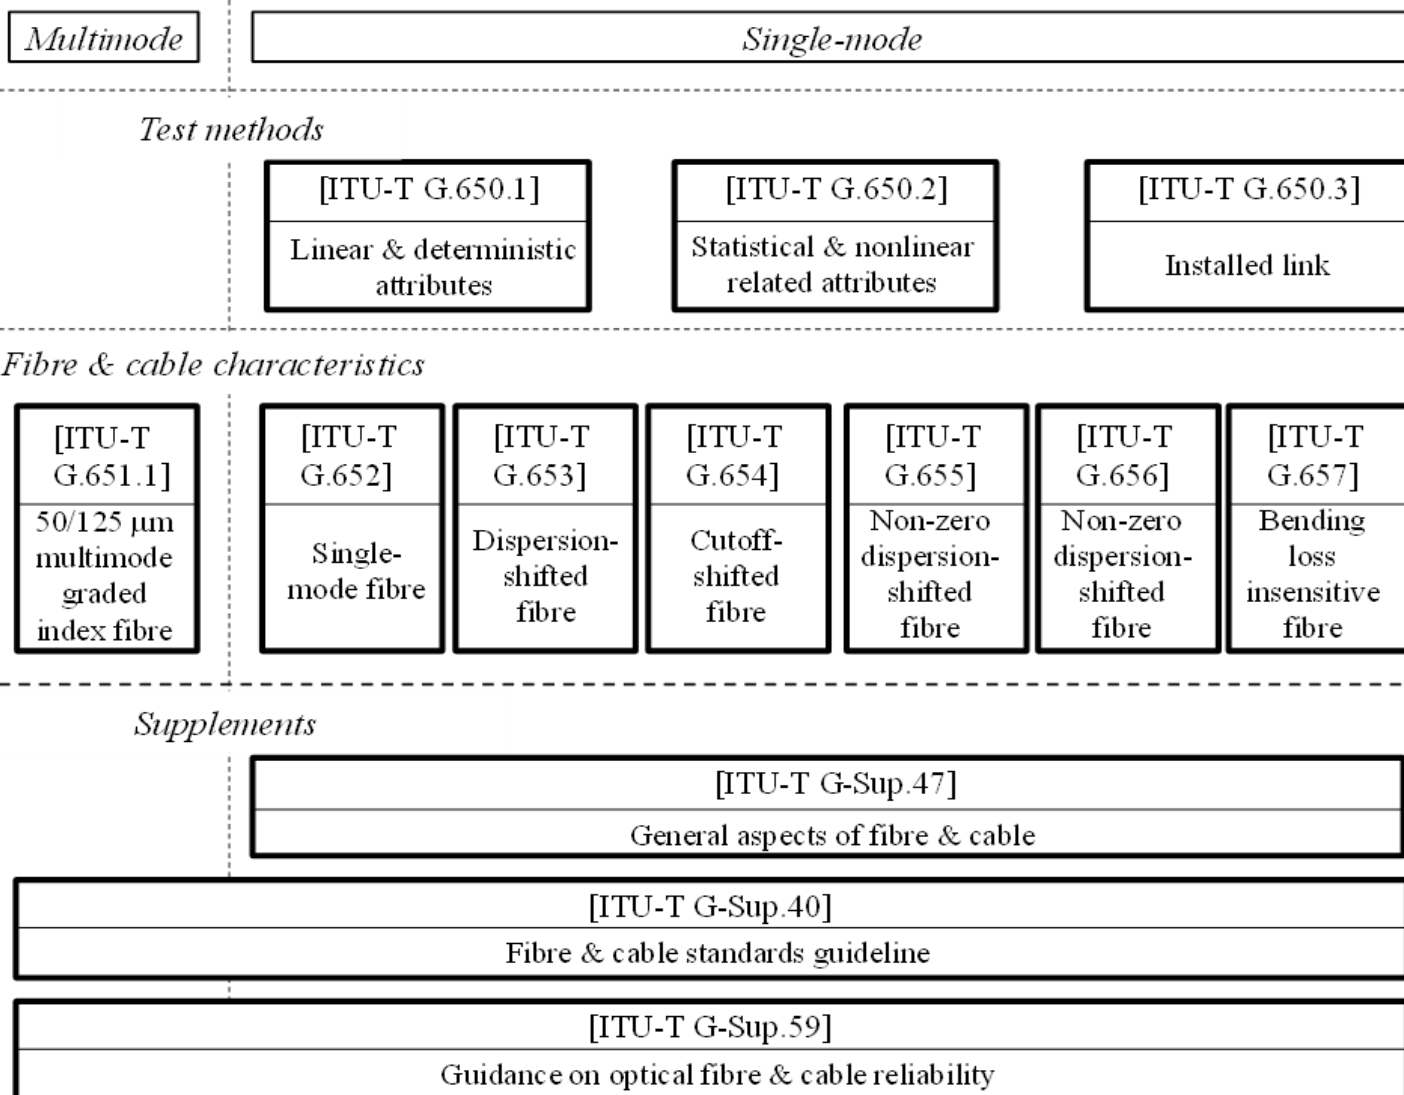 Multimode
Single-mode
Test methods
[ITU-T G.650.1]
Linear & deterministic
attributes
[ITU-T G.650.2]
Statistical & nonlinear
related attributes
[ITU-T G.650.3]
Installed link
Fibre & cable characteristics
[ITU-T
G.651.1]
50/125 μm
multimode
graded
index fibre
[ITU-T
G.652]
Single-
mode fibre
[ITU-T
G.653]
Dispersion-
shifted
fibre
[ITU-T
G.654]
Cutoff-
shifted
fibre
[ITU-T
G.655]
Non-zero
dispersion-
shifted
fibre
[ITU-T
G.656]
Non-zero
dispersion-
shifted
fibre
[ITU-T
G.657]
Bending
loss
insensitive
fibre
Supplements
[ITU-T G-Sup.47]
General aspects of fibre & cable
[ITU-T G-Sup.40]
Fibre & cable standards guideline
[ITU-T G-Sup.59]
Guidance on optical fibre & cable reliability